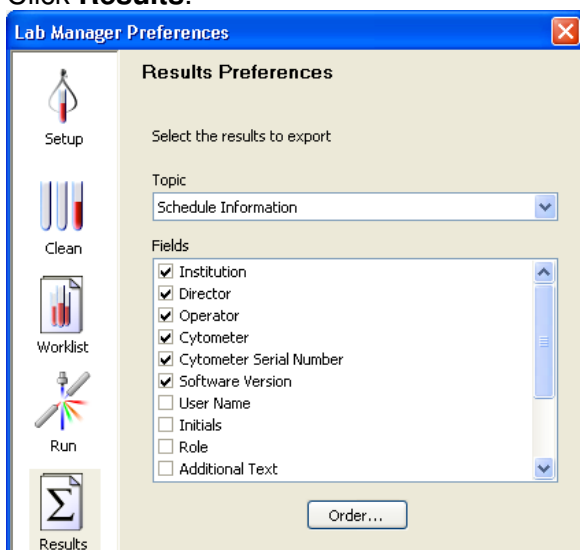 Click Results.
Lab Manager Preferences
Results Preferences
Setup
Select the results to export
Topic
Schedule Information
Clean
Fields
Institution
Director
Operator
Worklist
Cytometer
Cytometer Serial Number
Software Version
User Name
Initials
Run
Role
Additional Text
Order...
Results